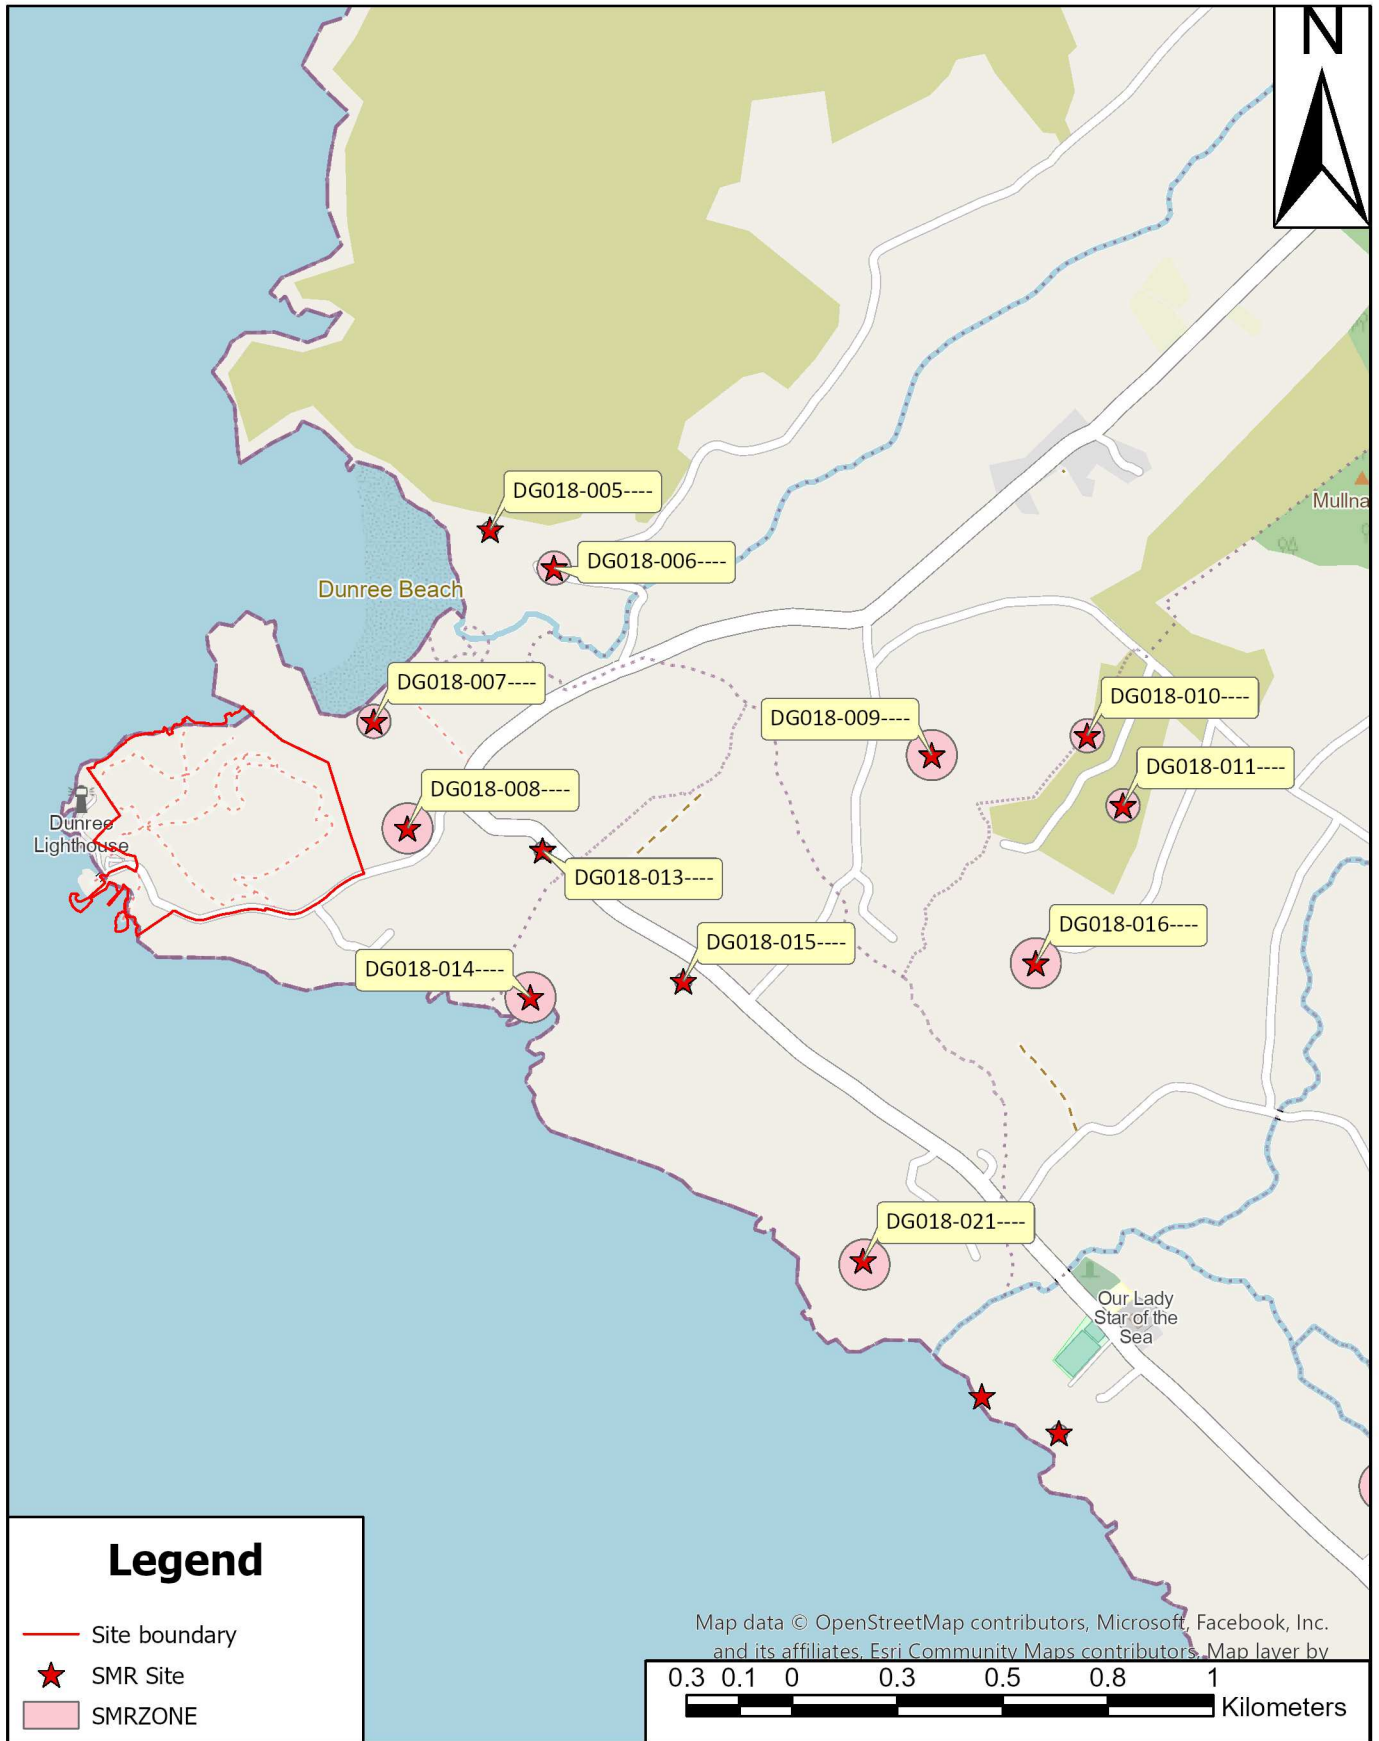 N
Mullna
DG018-005----
DG018-006----
Dunree Beach
DG018-007----
DG018-010----
DG018-009----
DG018-011----
DG018-008----
Dunree
Lighthouse
DG018-013----
DG018-016----
DG018-015----
DG018-014----
DG018-021----
Our Lady
Star of the
Sea
Legend
Site boundary
SMR Site
SMRZONE
Map data © OpenStreetMap contributors, Microsoft, Facebook, Inc.
and its affiliates, Esri Community Maps contributors, Map layer by
0.3 0.1 0 0.3 0.5 0.8 1
Kilometers